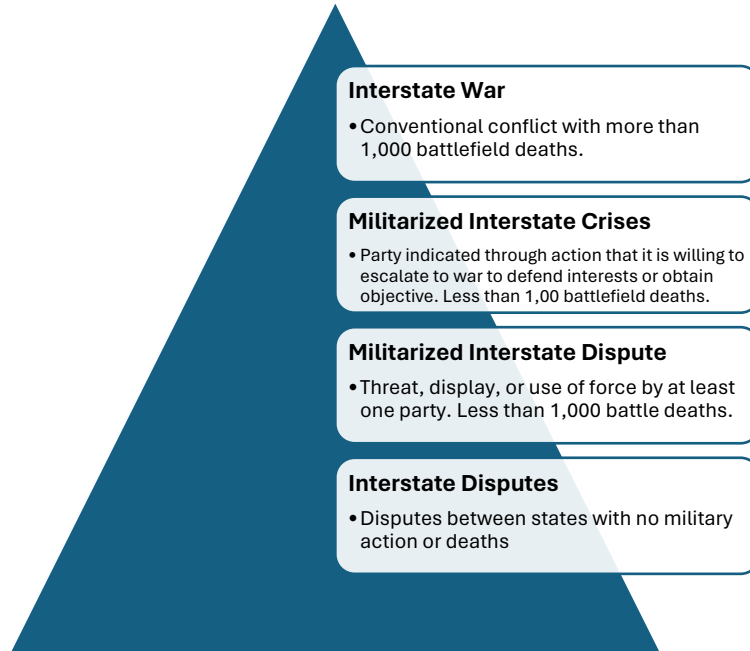 Interstate War
•Conventional conflict with more than
1,000 battlefield deaths.
Militarized Interstate Crises
• Party indicated through action that it is willing to
escalate to war to defend interests or obtain
objective. Less than 1,00 battlefield deaths.
Militarized Interstate Dispute
•Threat, display, or use of force by at least
one party. Less than 1,000 battle deaths.
Interstate Disputes
•Disputes between states with no military
action or deaths